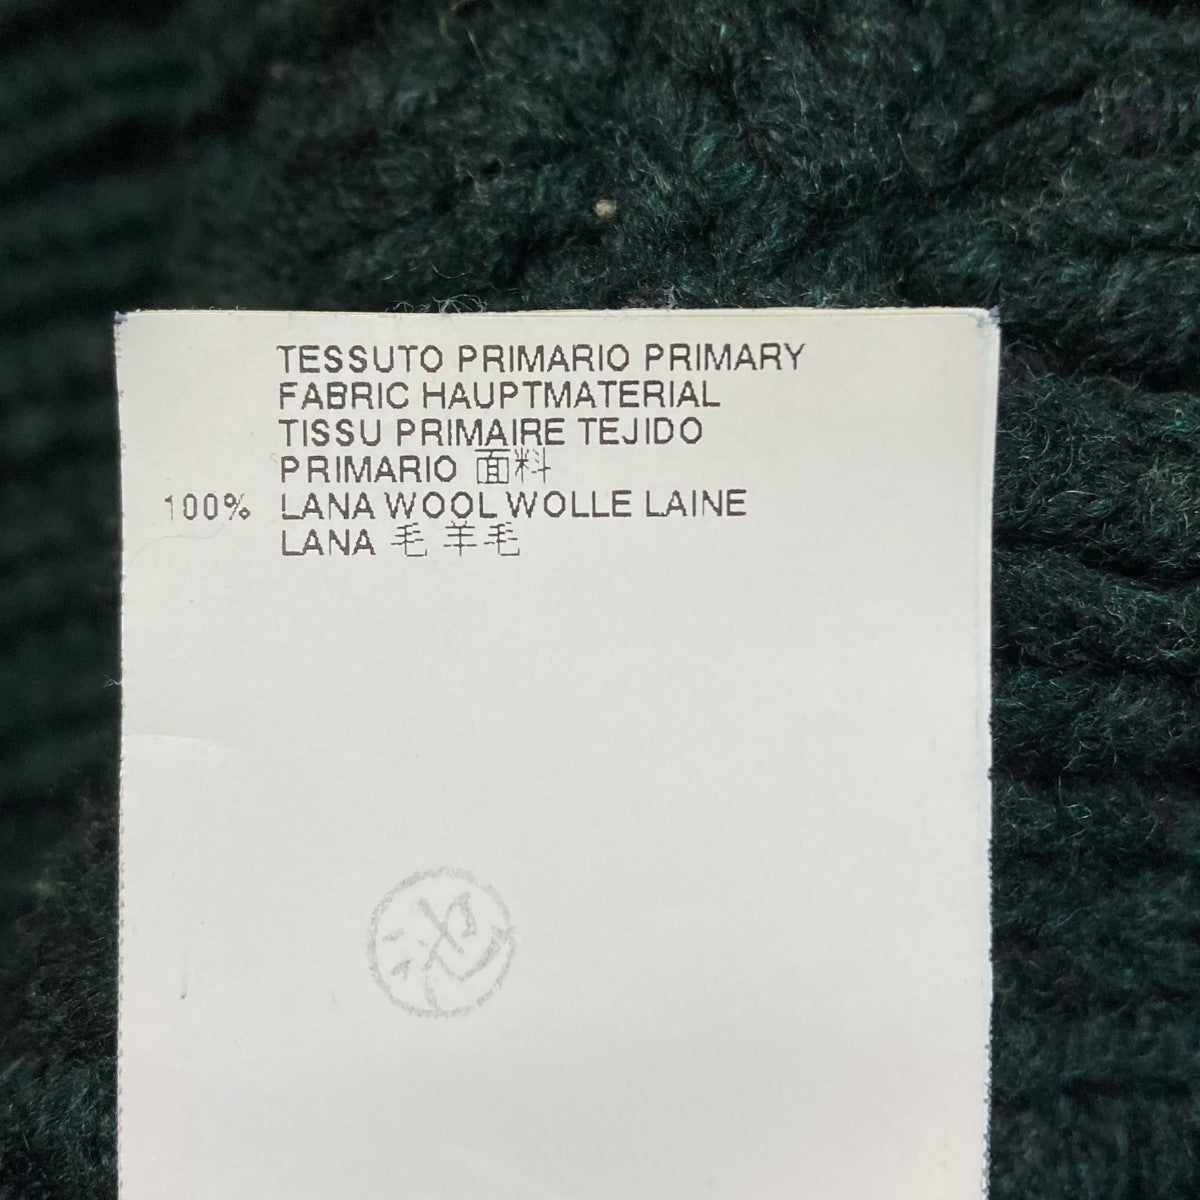 TESSUTO PRIMARIO PRIMARY
FABRIC HAUPTMATERIAL
TISSU PRIMAIRE TEJIDO
PRIMARIO 面料
100% LANA WOOL WOLLE LAINE
LANA 毛 羊毛
池